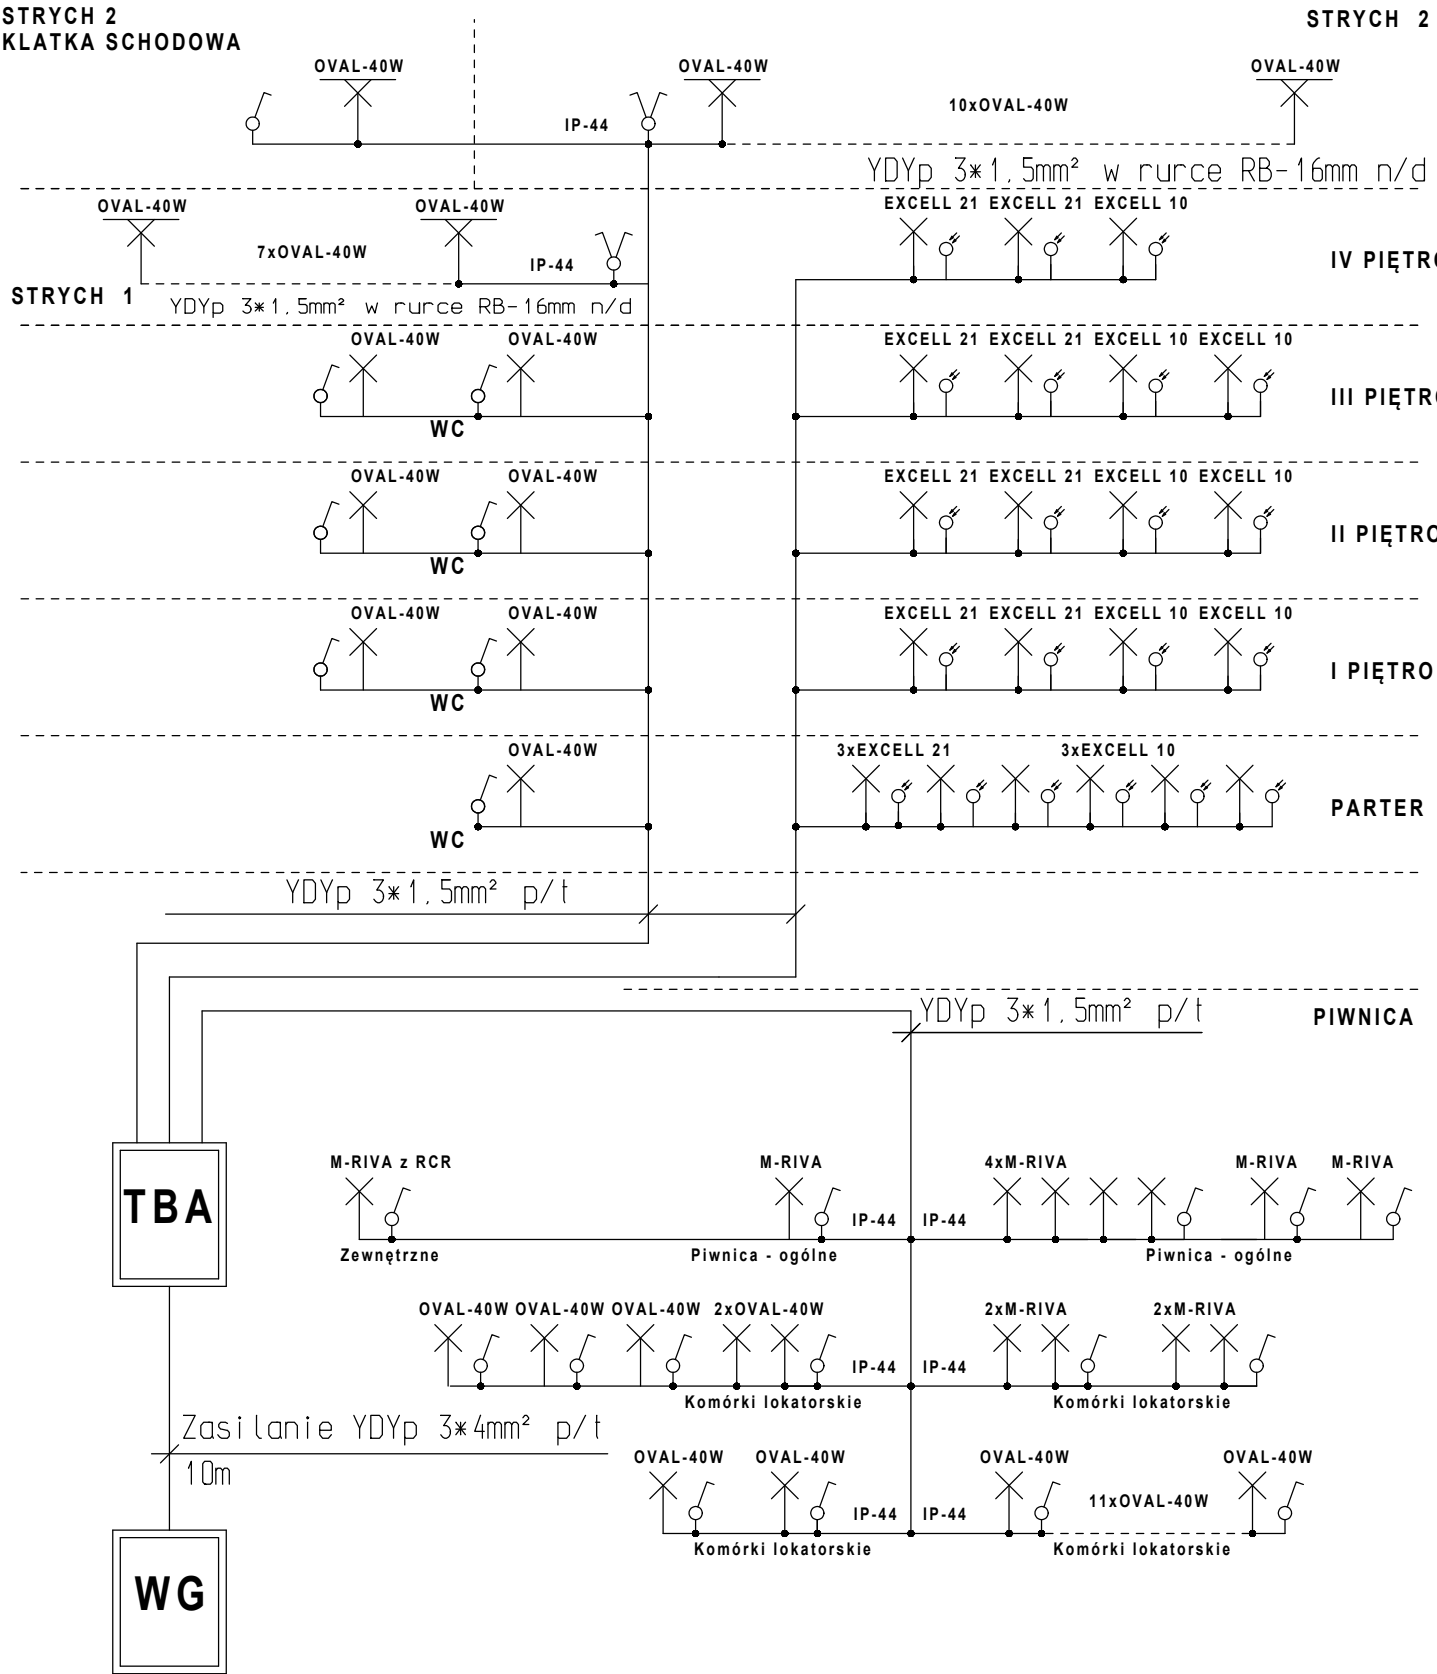 STRYCH 2
KLATKA SCHODOWA
STRYCH 2
OVAL-40W OVAL-40W OVAL-40W
10xOVAL-40W
IP-44
YDYp 3*1,5mm² w rurce RB-16mm n/d
OVAL-40W OVAL-40W
7xOVAL-40W
IP-44
STRYCH 1
YDYp 3*1,5mm² w rurce RB-16mm n/d
EXCELL 21 EXCELL 21 EXCELL 10
IV PIĘTRO
OVAL-40W OVAL-40W
WC
EXCELL 21 EXCELL 21 EXCELL 10 EXCELL 10
III PIĘTRO
OVAL-40W OVAL-40W
WC
EXCELL 21 EXCELL 21 EXCELL 10 EXCELL 10
II PIĘTRO
OVAL-40W OVAL-40W
WC
EXCELL 21 EXCELL 21 EXCELL 10 EXCELL 10
I PIĘTRO
OVAL-40W
WC
3xEXCELL 21 3xEXCELL 10
PARTER
YDYp 3*1,5mm² p/t
YDYp 3*1,5mm² p/t
PIWNICA
TBA
M-RIVA z RCR M-RIVA 4xM-RIVA M-RIVA M-RIVA
IP-44 IP-44
Zewnętrzne Piwnica - ogólne Piwnica - ogólne
OVAL-40W OVAL-40W OVAL-40W 2xOVAL-40W 2xM-RIVA 2xM-RIVA
IP-44 IP-44
Komórki lokatorskie Komórki lokatorskie
Zasilanie YDYp 3*4mm² p/t
10m
OVAL-40W OVAL-40W OVAL-40W OVAL-40W
11xOVAL-40W
IP-44 IP-44
Komórki lokatorskie Komórki lokatorskie
WG